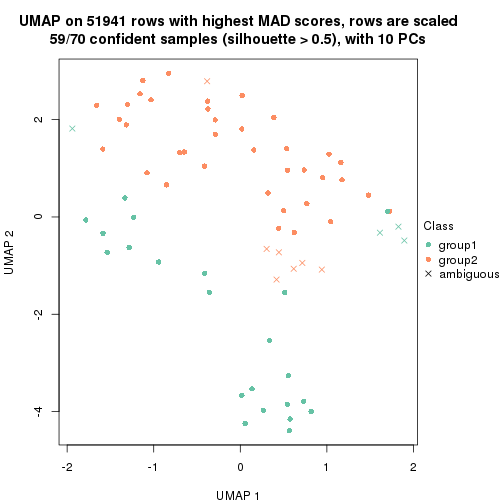 UMAP on 51941 rows with highest MAD scores, rows are scaled
59/70 confident samples (silhouette > 0.5), with 10 PCs
2
0
-2
-4
UMAP 2
-2
-1
0
1
2
UMAP 1
Class
group1
group2
ambiguous